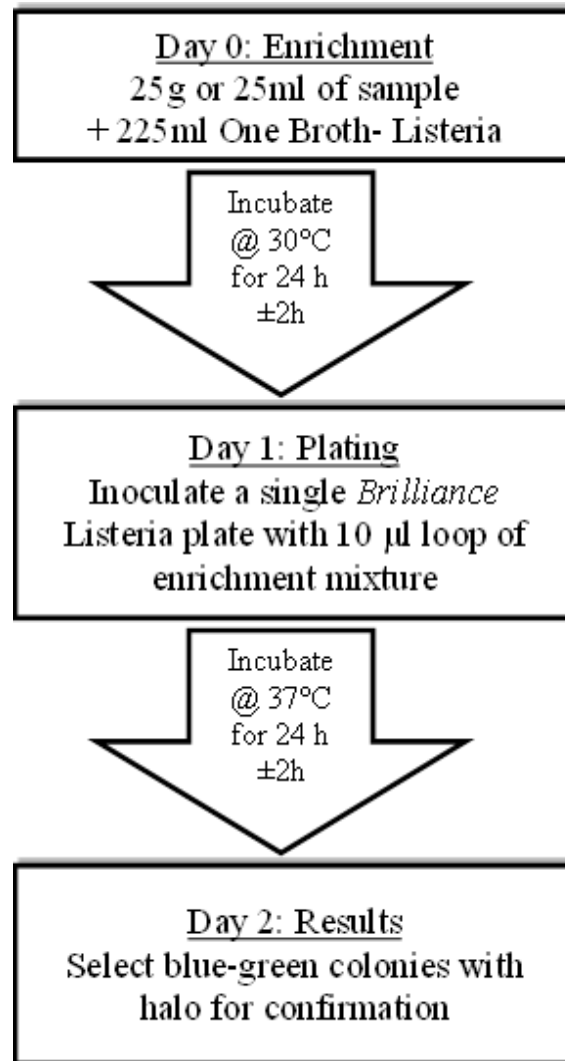 Day 0: Enrichment
25g or 25ml of sample
+ 225ml One Broth- Listeria
Incubate
@ 30°C
for 24 h
±2h
Day 1: Plating
Inoculate a single Brilliance
Listeria plate with 10 µl loop of
enrichment mixture
Incubate
@ 37°C
for 24 h
±2h
Day 2: Results
Select blue-green colonies with
halo for confirmation